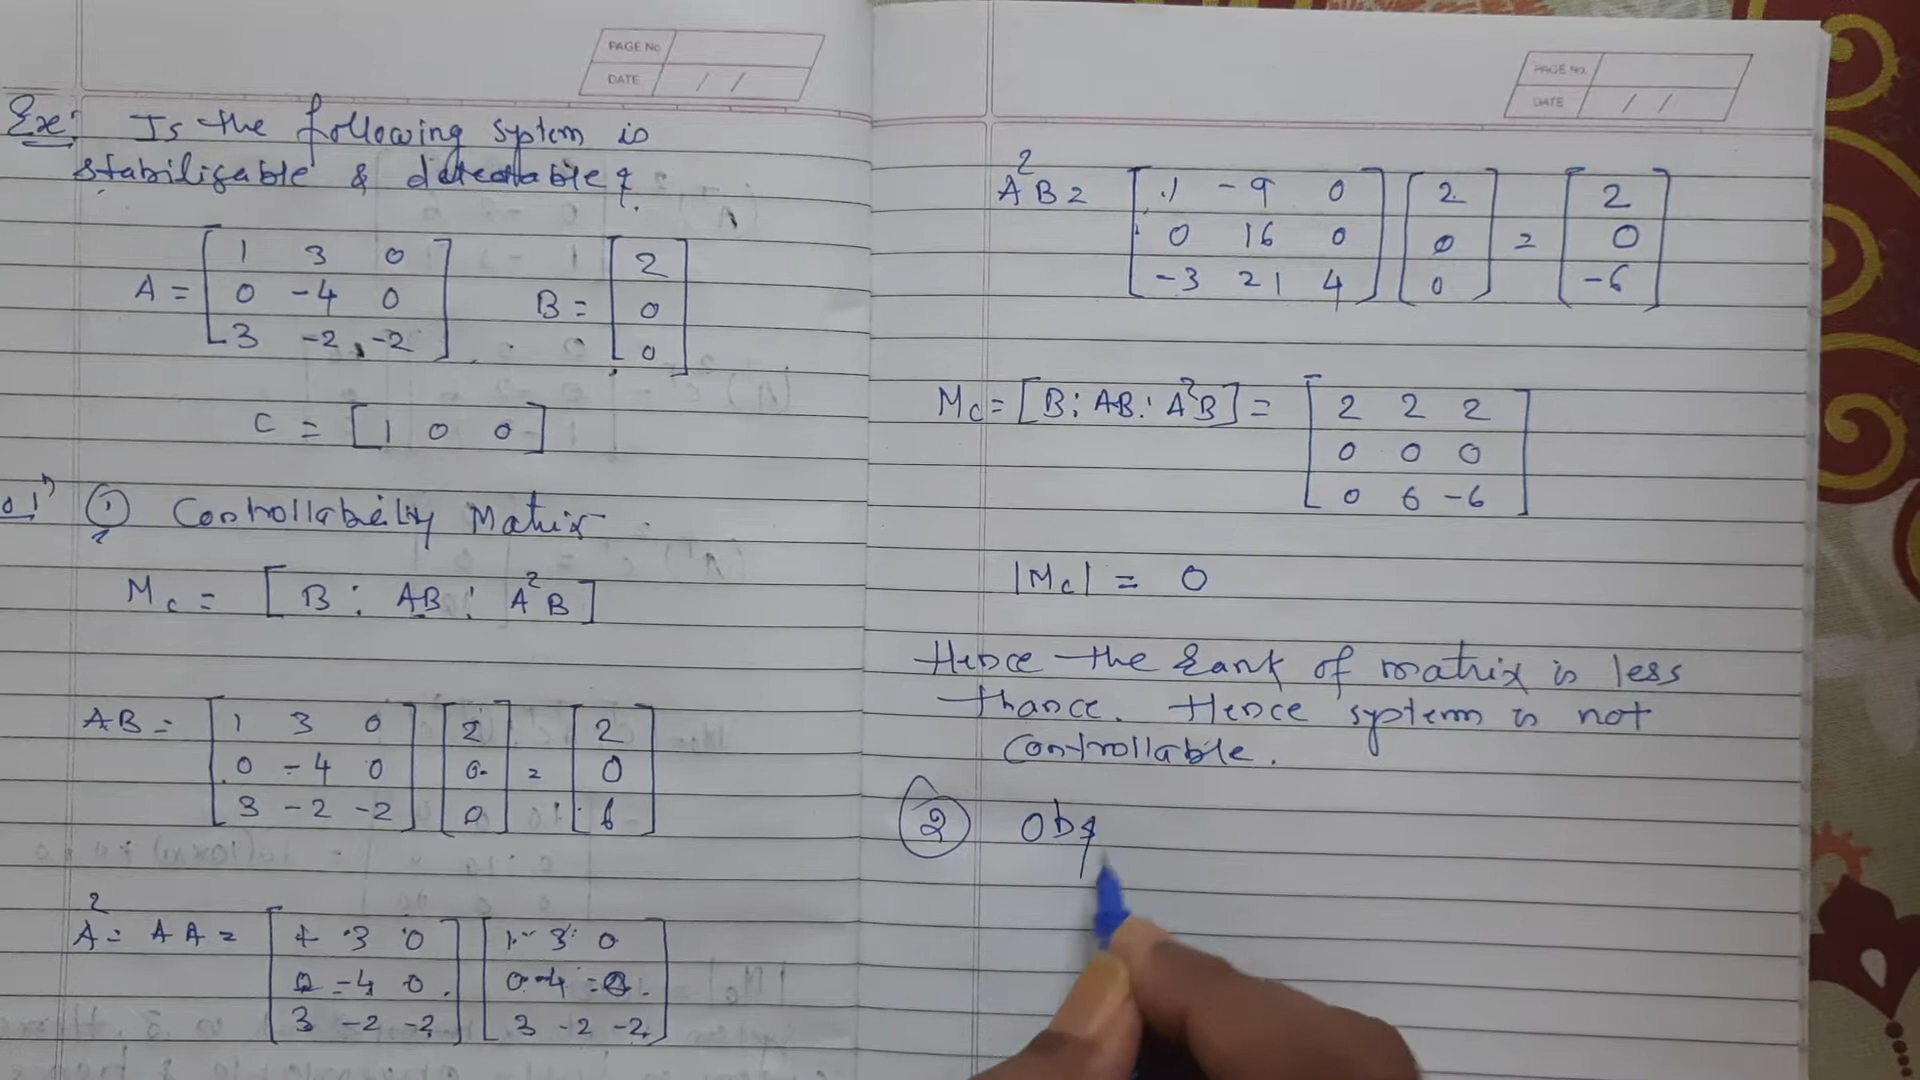 PAGE No.
DATE / /
Ex: Is the following system is
stabilisable & detectable?
A = [ 1 3 0
0 -4 0
3 -2 -2 ]
B = [ 2
0
0 ]
C = [ 1 0 0 ]
① Controllability Matrix
Mc = [ B : AB : A²B ]
AB = [ 1 3 0
0 -4 0
3 -2 -2 ] [ 2
0
0 ] = [ 2
0
6 ]
A² = AA = [ 1 3 0
0 -4 0
3 -2 -2 ] [ 1 3 0
0 -4 0
3 -2 -2 ]
PAGE No.
DATE / /
A²B = [ 1 -9 0
0 16 0
-3 21 4 ] [ 2
0
0 ] = [ 2
0
-6 ]
Mc = [ B : AB : A²B ] = [ 2 2 2
0 0 0
0 6 -6 ]
|Mc| = 0
Hence the Rank of matrix is less
thance. Hence system is not
Controllable.
② Obs